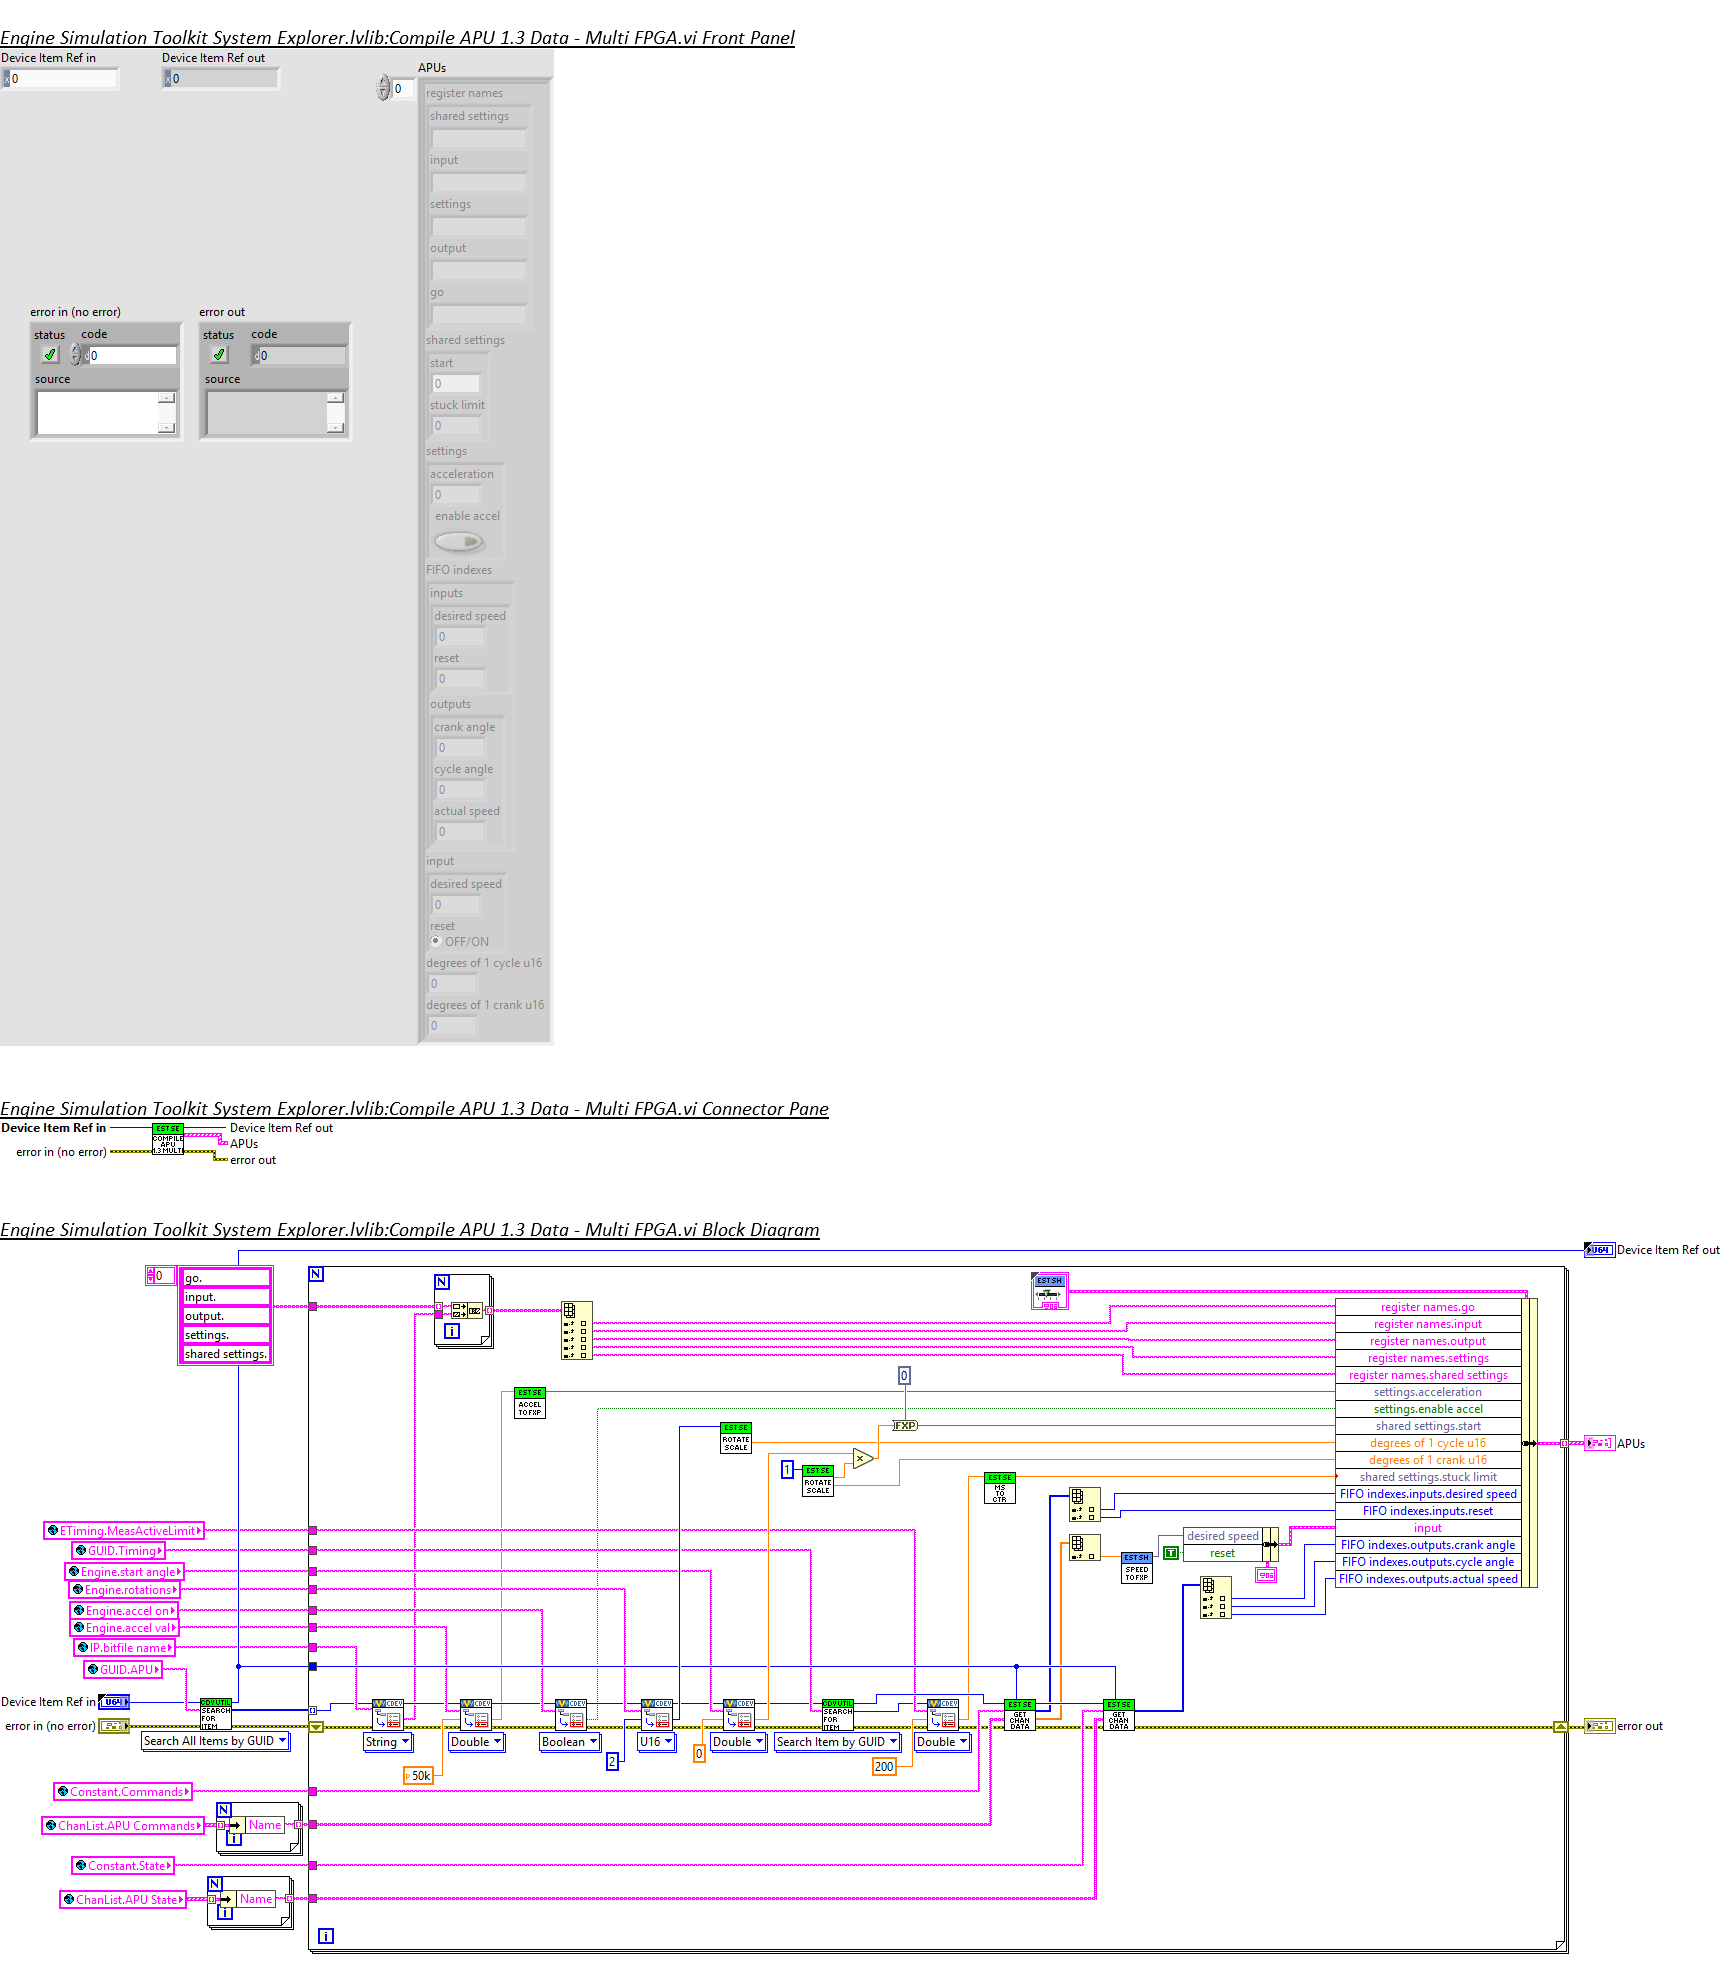 Engine Simulation Toolkit System Explorer.lvlib:Compile APU 1.3 Data - Multi FPGA.vi Front Panel
Device Item Ref in
0
Device Item Ref out
0
APUs
0
register names
shared settings
input
settings
output
go
shared settings
start
0
stuck limit
0
settings
acceleration
0
enable accel
FIFO indexes
inputs
desired speed
0
reset
0
outputs
crank angle
0
cycle angle
0
actual speed
0
input
desired speed
0
reset
OFF/ON
degrees of 1 cycle u16
0
degrees of 1 crank u16
0
error in (no error)
status code
0
source
error out
status code
0
source
Engine Simulation Toolkit System Explorer.lvlib:Compile APU 1.3 Data - Multi FPGA.vi Connector Pane
Device Item Ref in
error in (no error)
EST SE
COMPILE
APU
1.3 MULTI
Device Item Ref out
APUs
error out
Engine Simulation Toolkit System Explorer.lvlib:Compile APU 1.3 Data - Multi FPGA.vi Block Diagram
U64 Device Item Ref out
0
go.
input.
output.
settings.
shared settings.
N
N
i
EST SH
register names.go
register names.input
register names.output
register names.settings
register names.shared settings
settings.acceleration
settings.enable accel
shared settings.start
degrees of 1 cycle u16
degrees of 1 crank u16
shared settings.stuck limit
FIFO indexes.inputs.desired speed
FIFO indexes.inputs.reset
input
FIFO indexes.outputs.crank angle
FIFO indexes.outputs.cycle angle
FIFO indexes.outputs.actual speed
APUs
0
FXP
EST SE
ACCEL
TO FXP
EST SE
ROTATE
SCALE
1
EST SE
ROTATE
SCALE
x
EST SE
MS
TO
CTR
EST SH
SPEED
TO FXP
desired speed
T
reset
ETiming.MeasActiveLimit
GUID.Timing
Engine.start angle
Engine.rotations
Engine.accel on
Engine.accel val
IP.bitfile name
GUID.APU
Device Item Ref in U64
error in (no error)
CDV UTIL
SEARCH
FOR
ITEM
Search All Items by GUID
CDEV
String
CDEV
Double
50k
CDEV
Boolean
CDEV
U16
2
CDEV
Double
0
CDV UTIL
SEARCH
FOR
ITEM
Search Item by GUID
CDEV
Double
200
EST SE
GET
CHAN
DATA
EST SE
GET
CHAN
DATA
error out
Constant.Commands
ChanList.APU Commands
N
Name
i
Constant.State
ChanList.APU State
N
Name
i
i